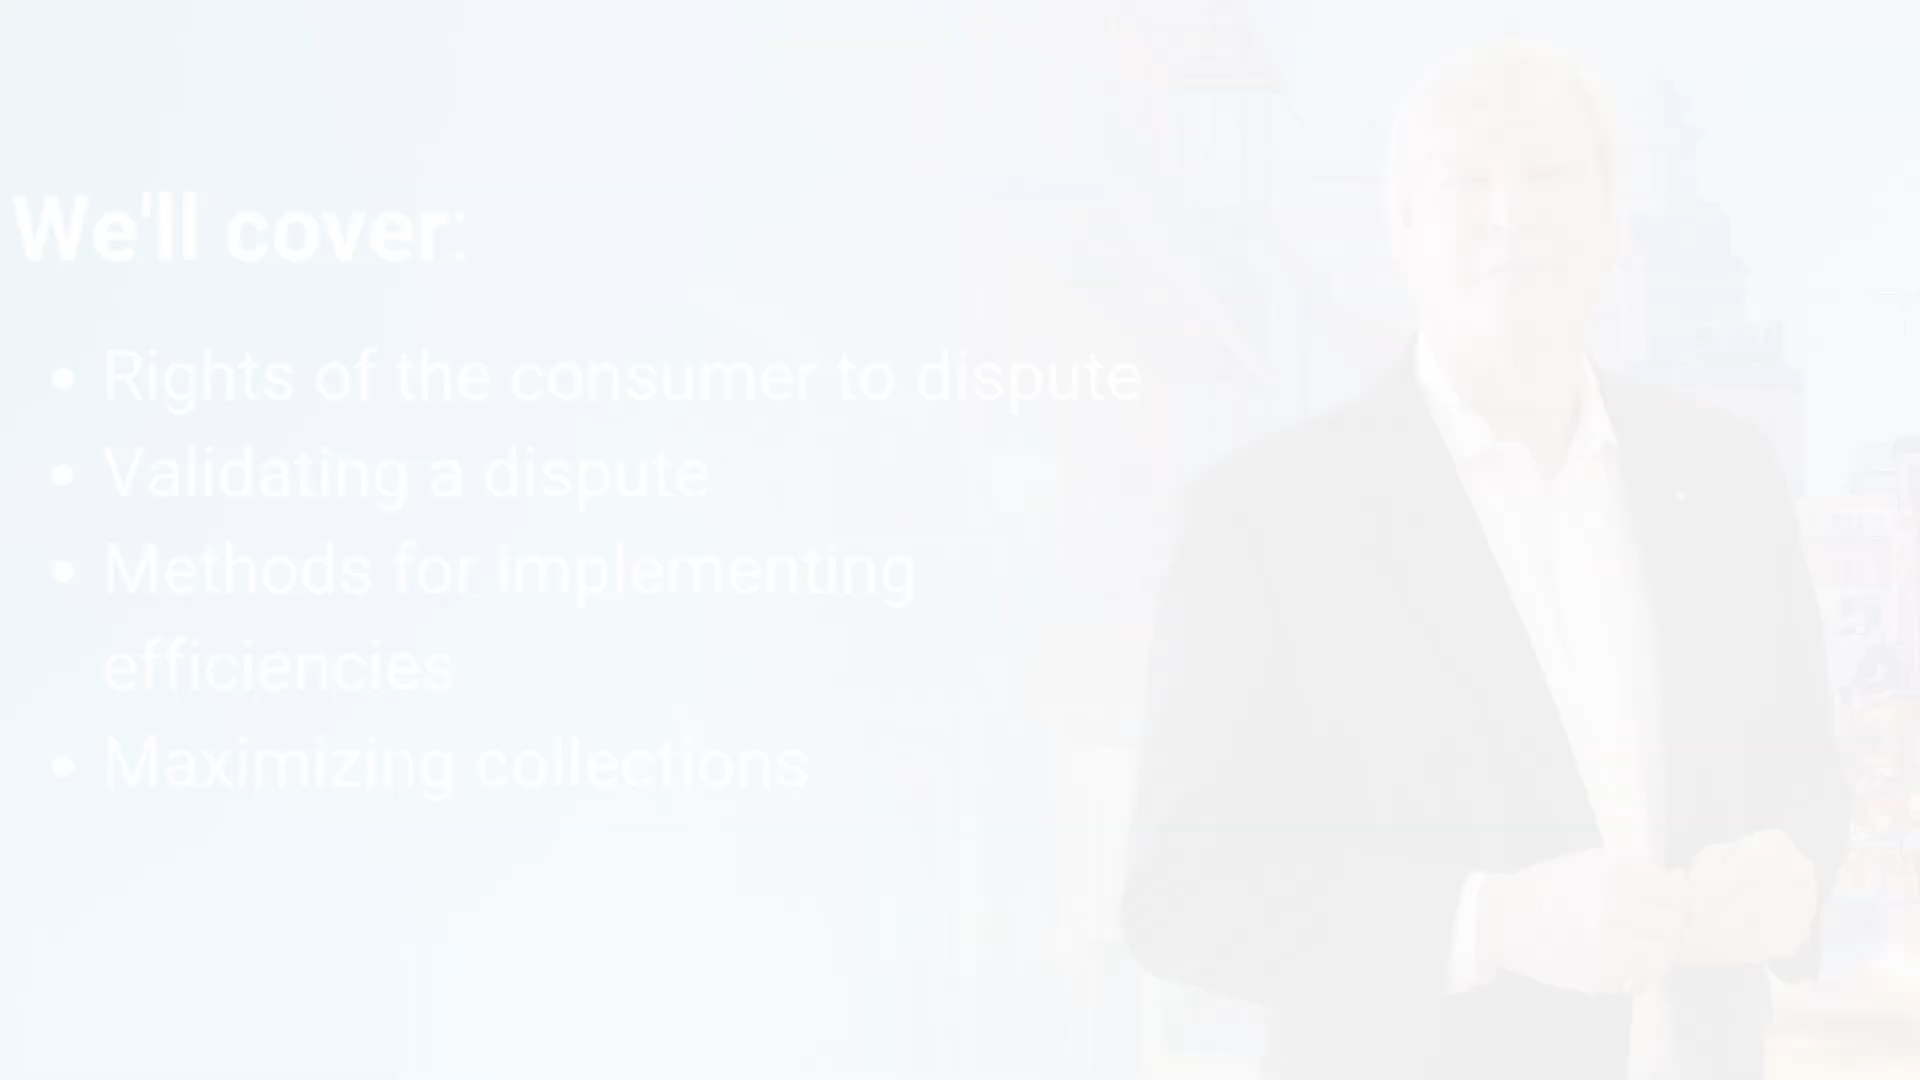 We'll cover:
• Rights of the consumer to dispute
• Validating a dispute
• Methods for implementing
efficiencies
• Maximizing collections